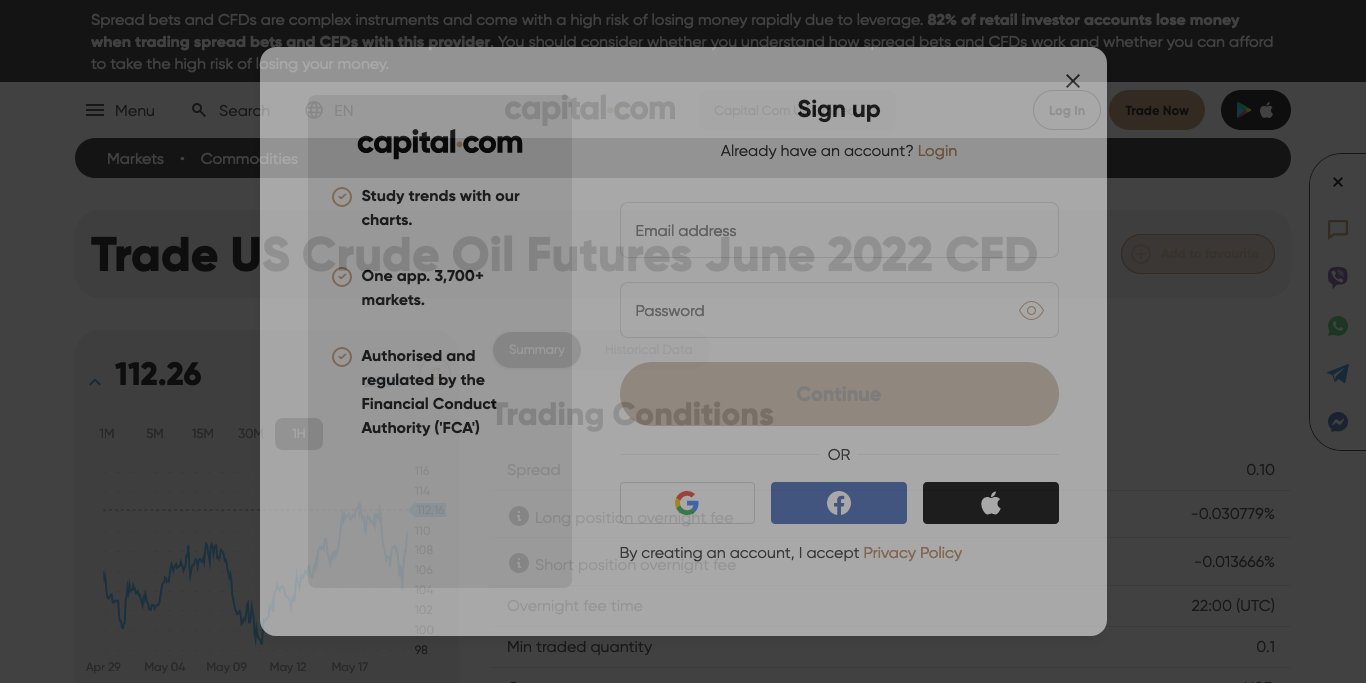 Spread bets and CFDs are complex instruments and come with a high risk of losing money rapidly due to leverage. 82% of retail investor accounts lose money
when trading spread bets and CFDs with this provider. You should consider whether you understand how spread bets and CFDs work and whether you can afford
to take the high risk of losing your money.
Menu
Search
EN
capital.com
Capital Com
Log In
Trade Now
Markets • Commodities
Trade US Crude Oil Futures June 2022 CFD
Add to favourite
capital.com
Study trends with our
charts.
One app. 3,700+
markets.
Authorised and
regulated by the
Financial Conduct
Authority ('FCA')
Sign up
Already have an account? Login
Email address
Password
Continue
OR
By creating an account, I accept Privacy Policy
112.26
1M 5M 15M 30M 1H
116
114
112.16
110
108
106
104
102
100
98
Apr 29 May 04 May 09 May 12 May 17
Summary Historical Data
Trading Conditions
Spread 0.10
Long position overnight fee -0.030779%
Short position overnight fee -0.013666%
Overnight fee time 22:00 (UTC)
Min traded quantity 0.1